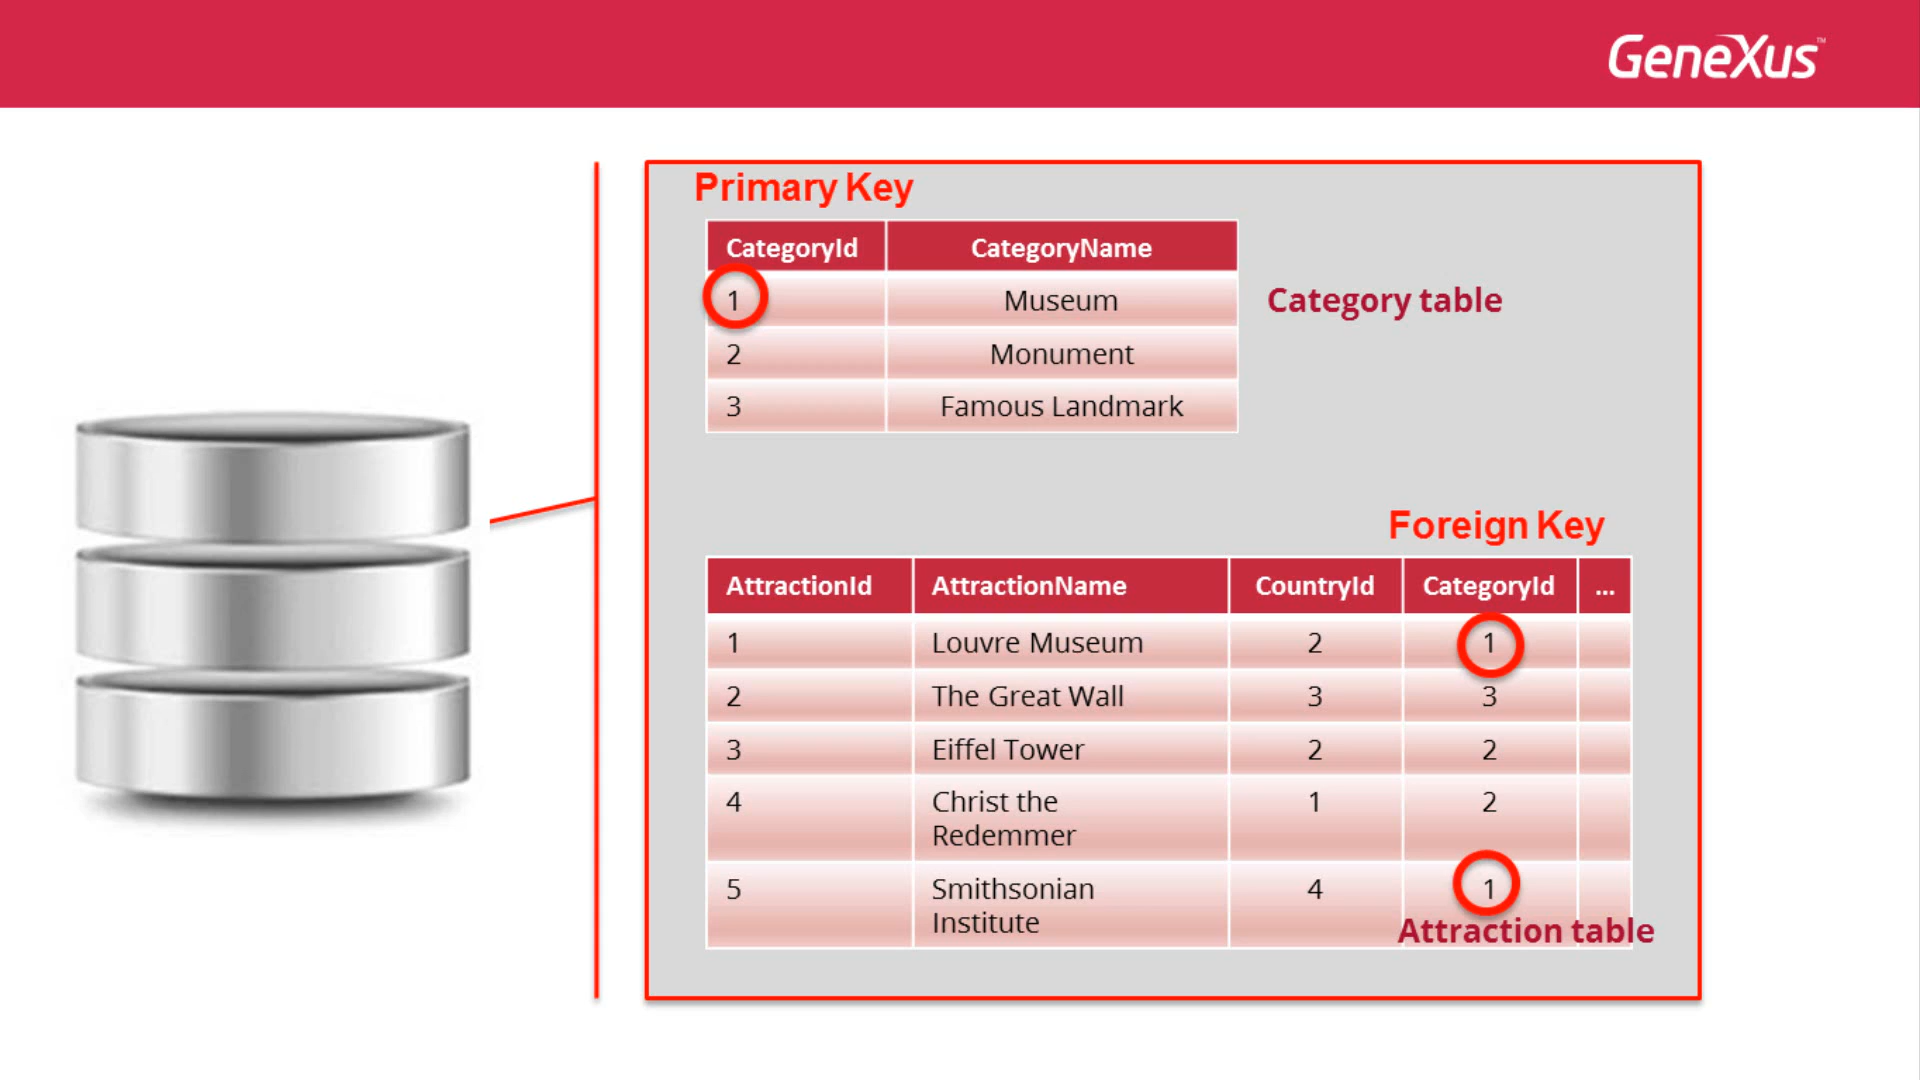 GeneXus™
Primary Key
CategoryId CategoryName
1 Museum
2 Monument
3 Famous Landmark
Category table
Foreign Key
AttractionId AttractionName CountryId CategoryId ...
1 Louvre Museum 2 1
2 The Great Wall 3 3
3 Eiffel Tower 2 2
4 Christ the 1 2
Redemmer
5 Smithsonian 4 1
Institute
Attraction table